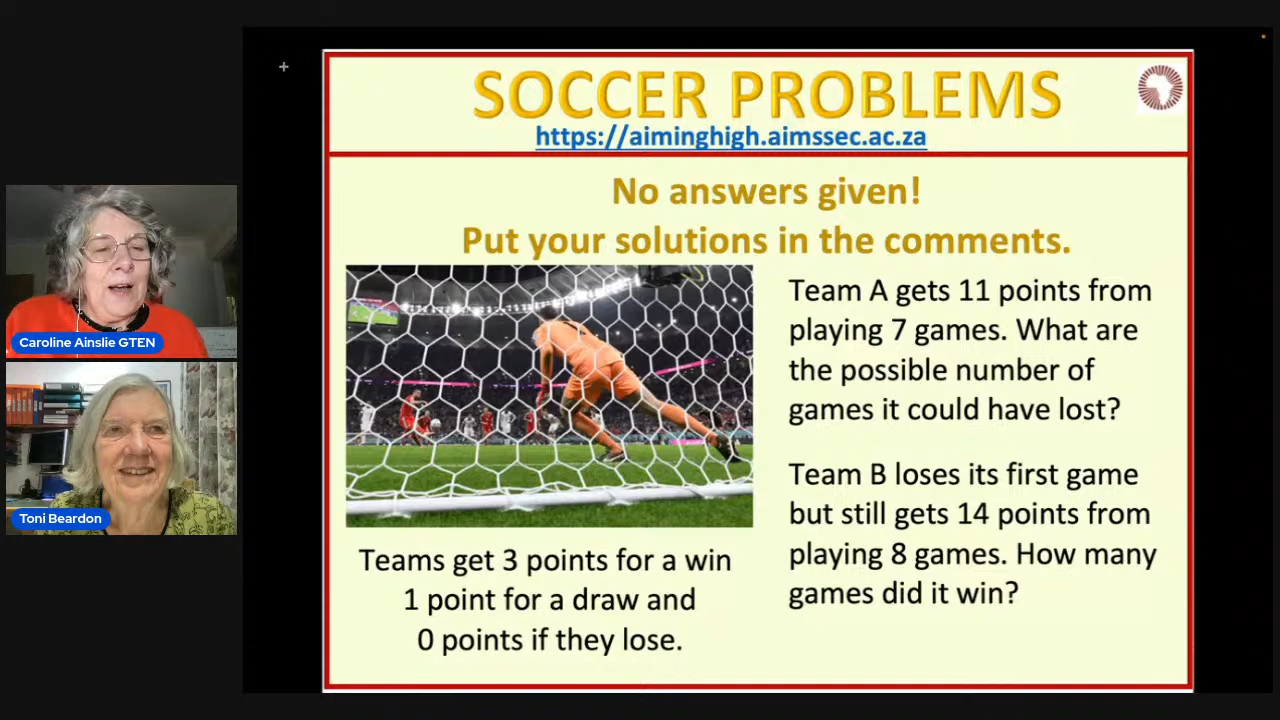 SOCCER PROBLEMS
https://aiminghigh.aimssec.ac.za
No answers given!
Put your solutions in the comments.
Team A gets 11 points from
playing 7 games. What are
the possible number of
games it could have lost?
Team B loses its first game
but still gets 14 points from
playing 8 games. How many
games did it win?
Teams get 3 points for a win
1 point for a draw and
0 points if they lose.
Caroline Ainslie GTEN
Toni Beardon